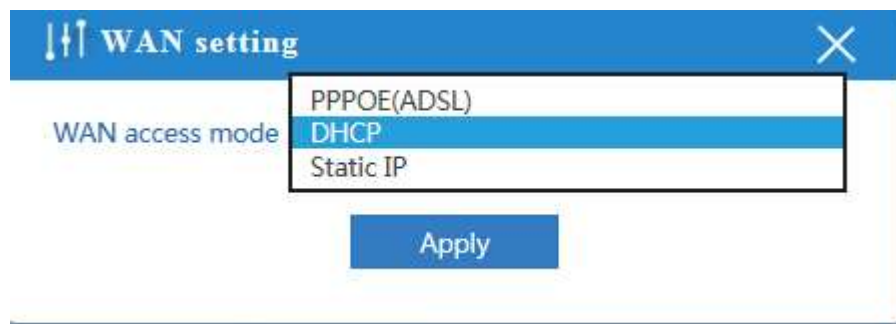 WAN setting
PPPOE(ADSL)
WAN access mode DHCP
Static IP
Apply